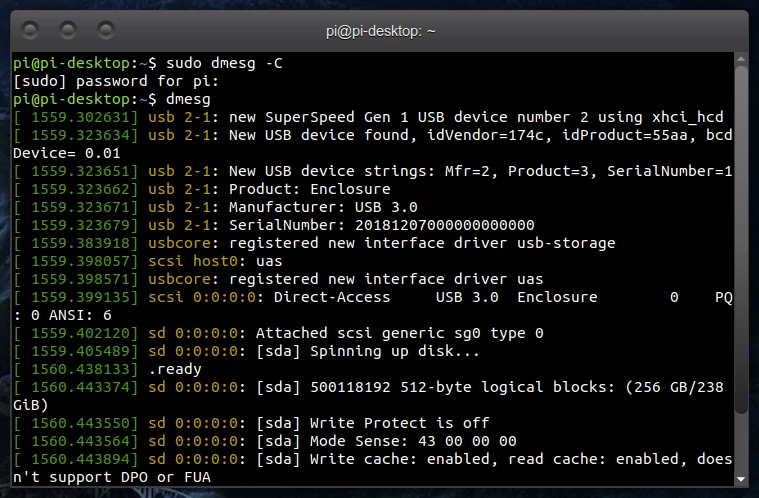 pi@pi-desktop: ~
pi@pi-desktop:~$ sudo dmesg -C
[sudo] password for pi:
pi@pi-desktop:~$ dmesg
[ 1559.302631] usb 2-1: new SuperSpeed Gen 1 USB device number 2 using xhci_hcd
[ 1559.323634] usb 2-1: New USB device found, idVendor=174c, idProduct=55aa, bcd
Device= 0.01
[ 1559.323651] usb 2-1: New USB device strings: Mfr=2, Product=3, SerialNumber=1
[ 1559.323662] usb 2-1: Product: Enclosure
[ 1559.323671] usb 2-1: Manufacturer: USB 3.0
[ 1559.323679] usb 2-1: SerialNumber: 20181207000000000000
[ 1559.383918] usbcore: registered new interface driver usb-storage
[ 1559.398057] scsi host0: uas
[ 1559.398571] usbcore: registered new interface driver uas
[ 1559.399135] scsi 0:0:0:0: Direct-Access     USB 3.0  Enclosure        0    PQ
: 0 ANSI: 6
[ 1559.402120] sd 0:0:0:0: Attached scsi generic sg0 type 0
[ 1559.405489] sd 0:0:0:0: [sda] Spinning up disk...
[ 1560.438133] .ready
[ 1560.443374] sd 0:0:0:0: [sda] 500118192 512-byte logical blocks: (256 GB/238
GiB)
[ 1560.443550] sd 0:0:0:0: [sda] Write Protect is off
[ 1560.443564] sd 0:0:0:0: [sda] Mode Sense: 43 00 00 00
[ 1560.443894] sd 0:0:0:0: [sda] Write cache: enabled, read cache: enabled, does
n't support DPO or FUA